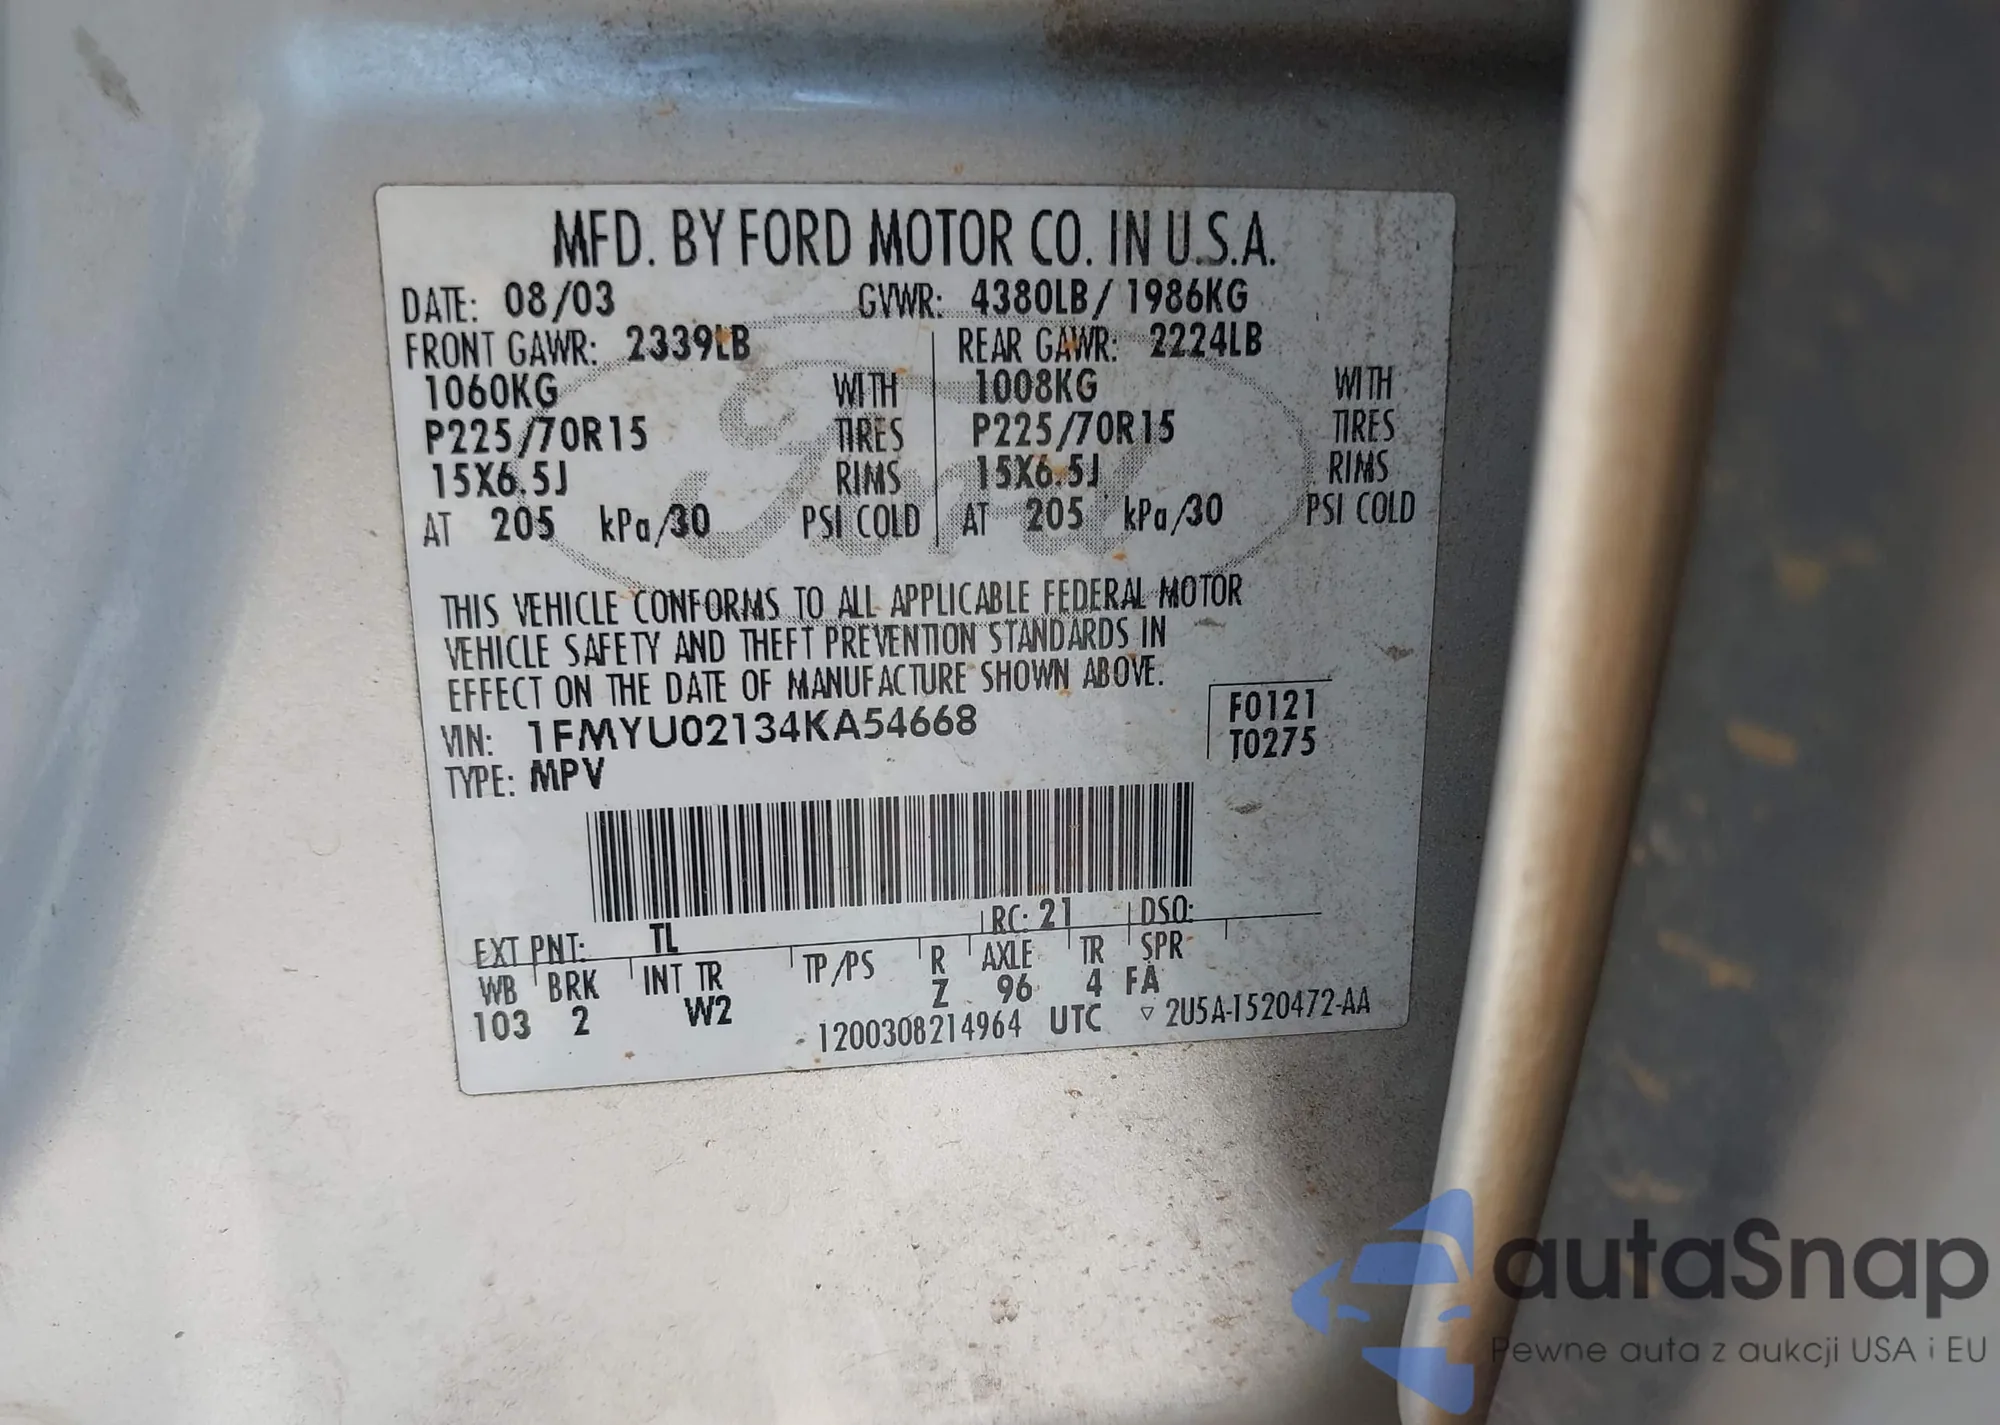 MFD. BY FORD MOTOR CO. IN U.S.A.
DATE: 08/03 GVWR: 4380LB/ 1986KG
FRONT GAWR: 2339LB REAR GAWR: 2224LB
1060KG WITH 1008KG WITH
P225/70R15 TIRES P225/70R15 TIRES
15X6.5J RIMS 15X6.5J RIMS
AT 205 kPa/30 PSI COLD AT 205 kPa/30 PSI COLD
Ford
THIS VEHICLE CONFORMS TO ALL APPLICABLE FEDERAL MOTOR
VEHICLE SAFETY AND THEFT PREVENTION STANDARDS IN
EFFECT ON THE DATE OF MANUFACTURE SHOWN ABOVE.
VIN: 1FMYU02134KA54668 F0121
TYPE: MPV T0275
EXT PNT: TL RC: 21 DSO:
WB BRK INT TR TP/PS R AXLE TR SPR
103 2 W2 Z 96 4 FA
1200308214964 UTC ▽ 2U5A-1520472-AA
autaSnap
Pewne auta z aukcji USA i EU